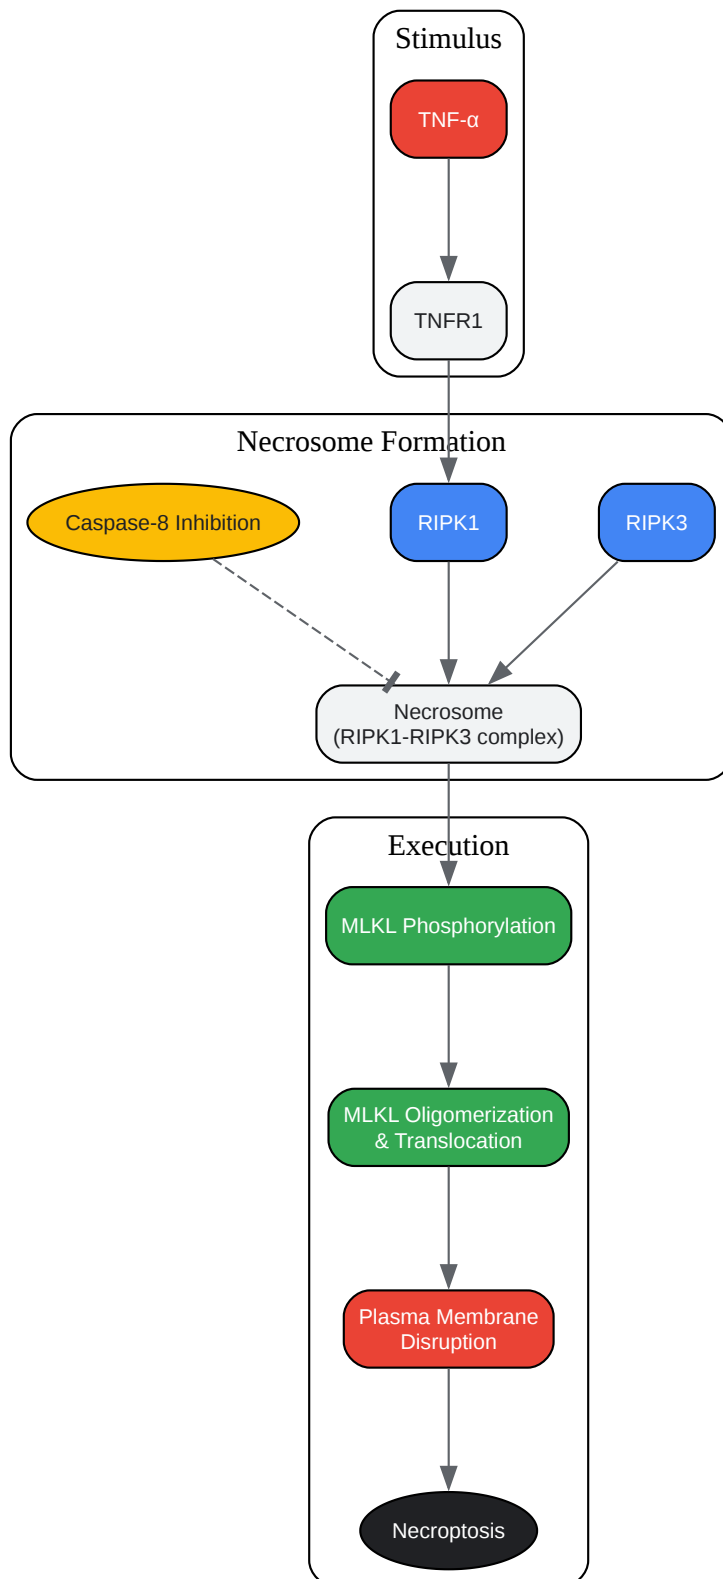 Stimulus
TNF-α
TNFR1
Necrosome Formation
Caspase-8 Inhibition
RIPK1
RIPK3
Necrosome
(RIPK1-RIPK3 complex)
Execution
MLKL Phosphorylation
MLKL Oligomerization
& Translocation
Plasma Membrane
Disruption
Necroptosis